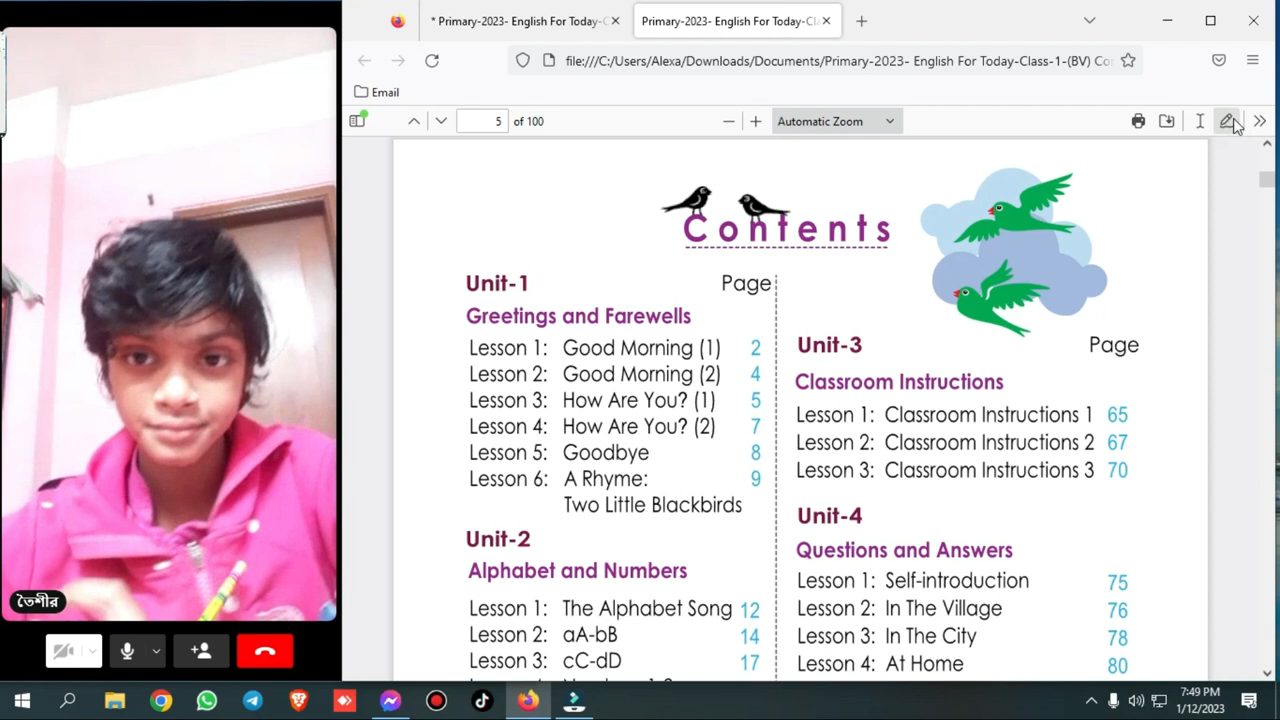 * Primary-2023- English For Today-C
Primary-2023- English For Today-Cla
file:///C:/Users/Alexa/Downloads/Documents/Primary-2023- English For Today-Class-1-(BV) Co
Email
5 of 100
Automatic Zoom
Contents
Unit-1 Page
Greetings and Farewells
Lesson 1: Good Morning (1) 2
Lesson 2: Good Morning (2) 4
Lesson 3: How Are You? (1) 5
Lesson 4: How Are You? (2) 7
Lesson 5: Goodbye 8
Lesson 6: A Rhyme: 9
Two Little Blackbirds
Unit-2
Alphabet and Numbers
Lesson 1: The Alphabet Song 12
Lesson 2: aA-bB 14
Lesson 3: cC-dD 17
Unit-3 Page
Classroom Instructions
Lesson 1: Classroom Instructions 1 65
Lesson 2: Classroom Instructions 2 67
Lesson 3: Classroom Instructions 3 70
Unit-4
Questions and Answers
Lesson 1: Self-introduction 75
Lesson 2: In The Village 76
Lesson 3: In The City 78
Lesson 4: At Home 80
তৈশীর
7:49 PM
1/12/2023